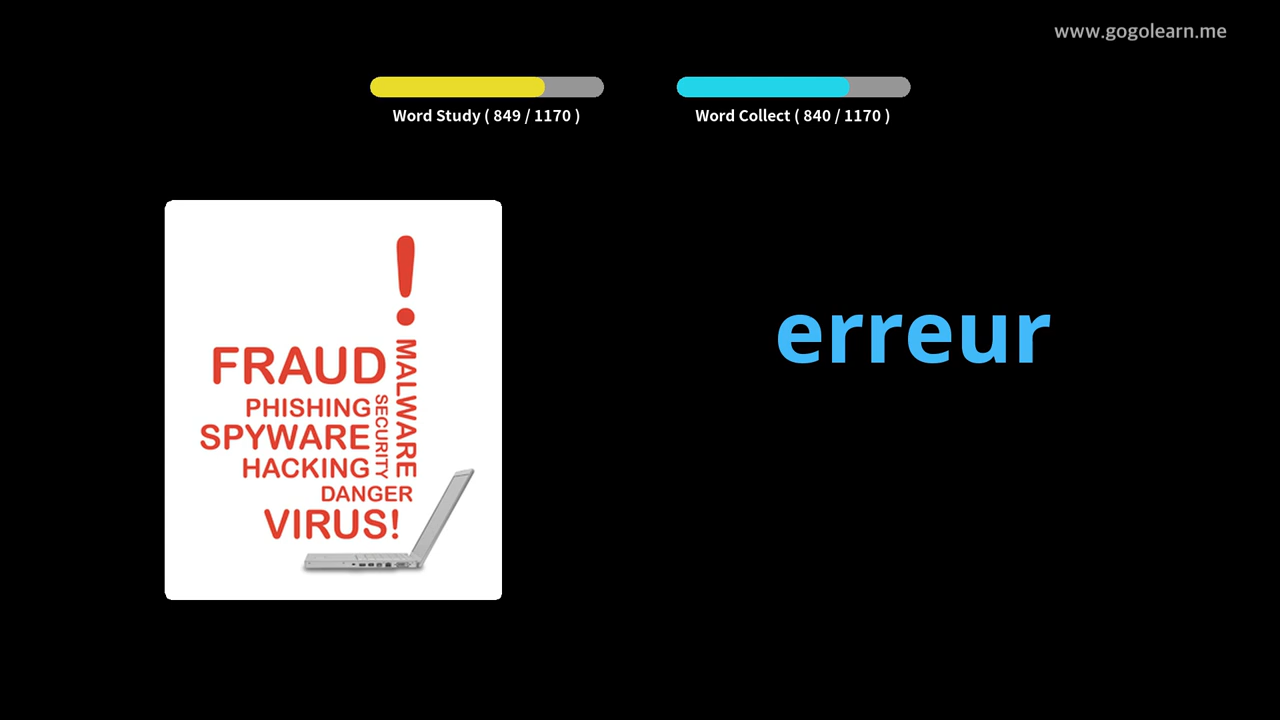 www.gogolearn.me
Word Study ( 849 / 1170 )
Word Collect ( 840 / 1170 )
!
FRAUD
MALWARE
PHISHING
SECURITY
SPYWARE
HACKING
DANGER
VIRUS!
erreur